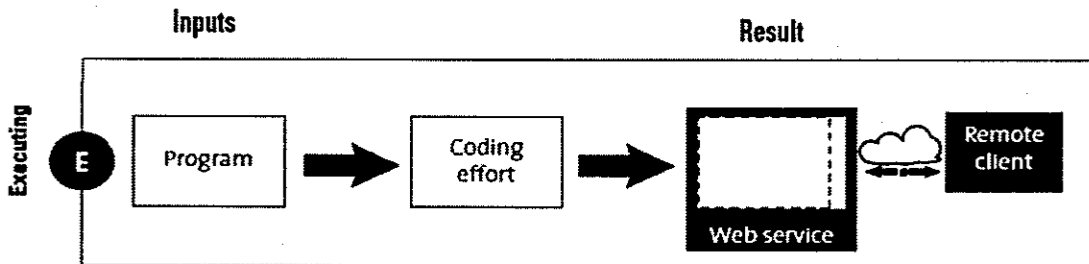 Inputs
Result
Executing
E
Program
Coding
effort
Web service
Remote
client